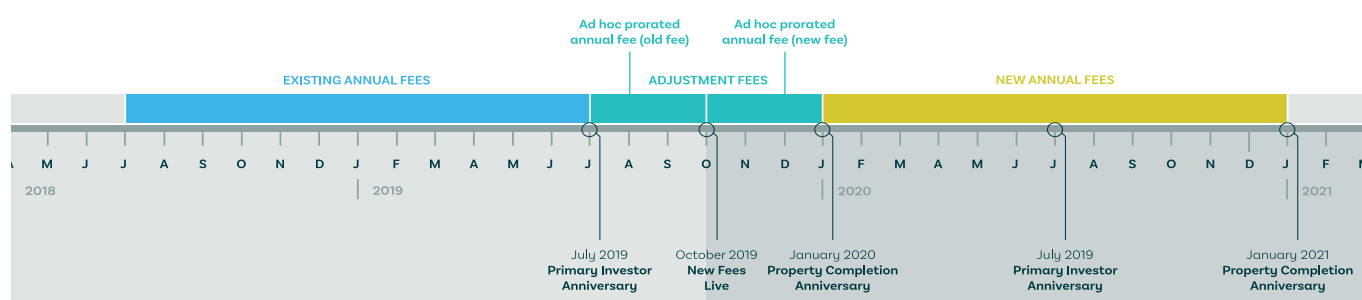 Ad hoc prorated
annual fee (old fee)
Ad hoc prorated
annual fee (new fee)
EXISTING ANNUAL FEES
ADJUSTMENT FEES
NEW ANNUAL FEES
M J J A S O N D J F M A M J J A S O N D J F M A M J J A S O N D J F
2018 2019 2020 2021
July 2019
Primary Investor
Anniversary
October 2019
New Fees
Live
January 2020
Property Completion
Anniversary
July 2019
Primary Investor
Anniversary
January 2021
Property Completion
Anniversary